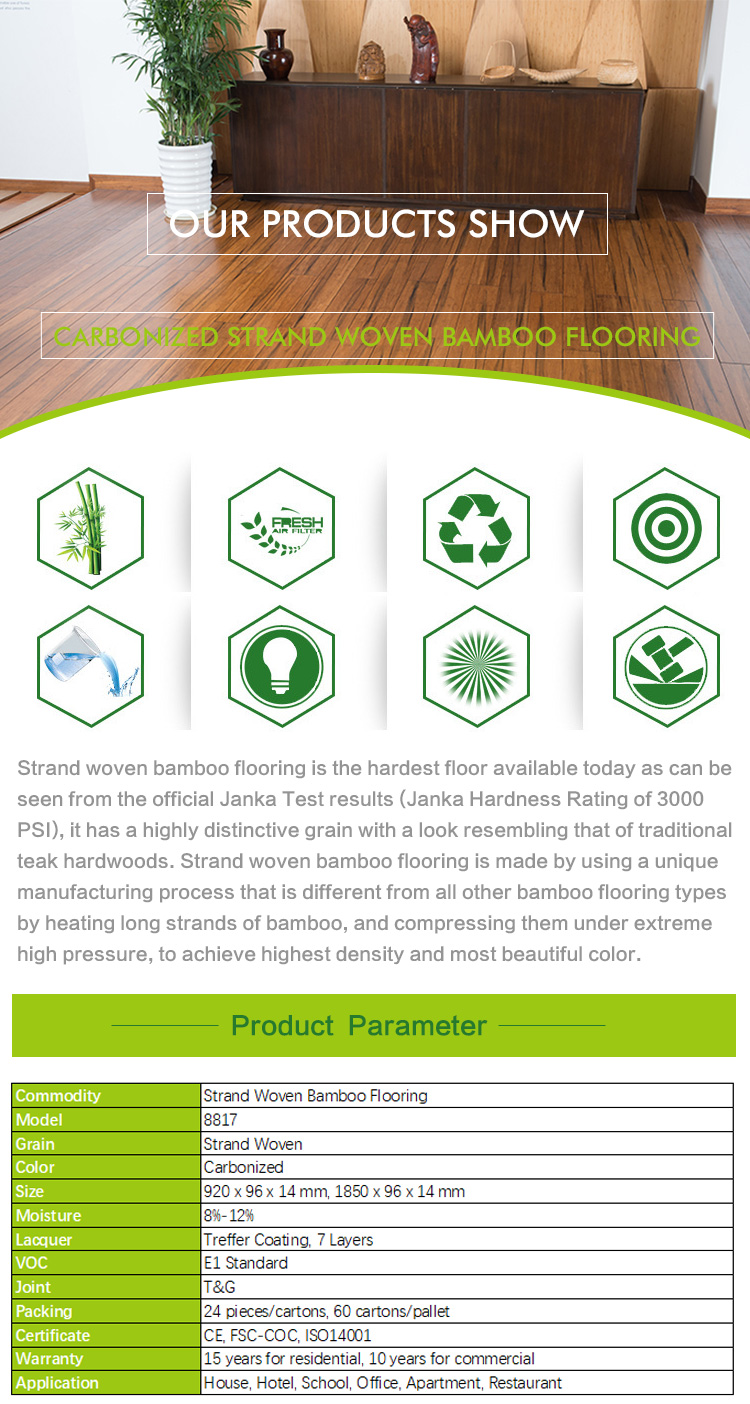 OUR PRODUCTS SHOW
CARBONIZED STRAND WOVEN BAMBOO FLOORING
FRESH
AIR FILTER
Strand woven bamboo flooring is the hardest floor available today as can be
seen from the official Janka Test results (Janka Hardness Rating of 3000
PSI), it has a highly distinctive grain with a look resembling that of traditional
teak hardwoods. Strand woven bamboo flooring is made by using a unique
manufacturing process that is different from all other bamboo flooring types
by heating long strands of bamboo, and compressing them under extreme
high pressure, to achieve highest density and most beautiful color.
Product Parameter
Commodity Strand Woven Bamboo Flooring
Model 8817
Grain Strand Woven
Color Carbonized
Size 920 x 96 x 14 mm, 1850 x 96 x 14 mm
Moisture 8%-12%
Lacquer Treffer Coating, 7 Layers
VOC E1 Standard
Joint T&G
Packing 24 pieces/cartons, 60 cartons/pallet
Certificate CE, FSC-COC, ISO14001
Warranty 15 years for residential, 10 years for commercial
Application House, Hotel, School, Office, Apartment, Restaurant